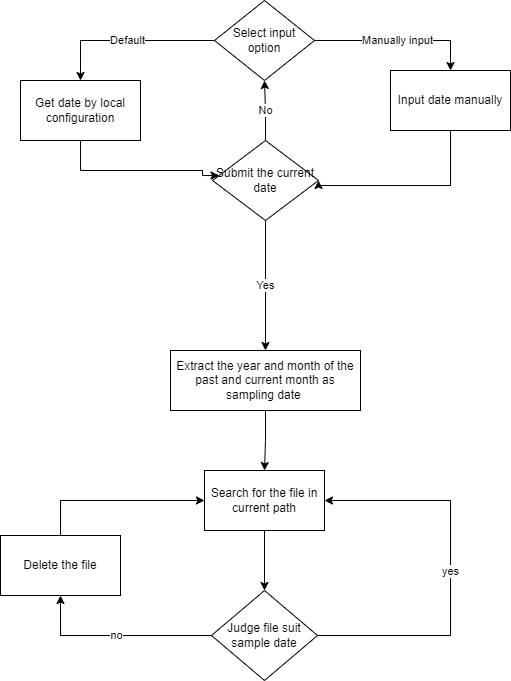 Select input
option
Default
Manually input
Get date by local
configuration
Input date manually
No
Submit the current
date
Yes
Extract the year and month of the
past and current month as
sampling date
Search for the file in
current path
Delete the file
yes
Judge file suit
sample date
no